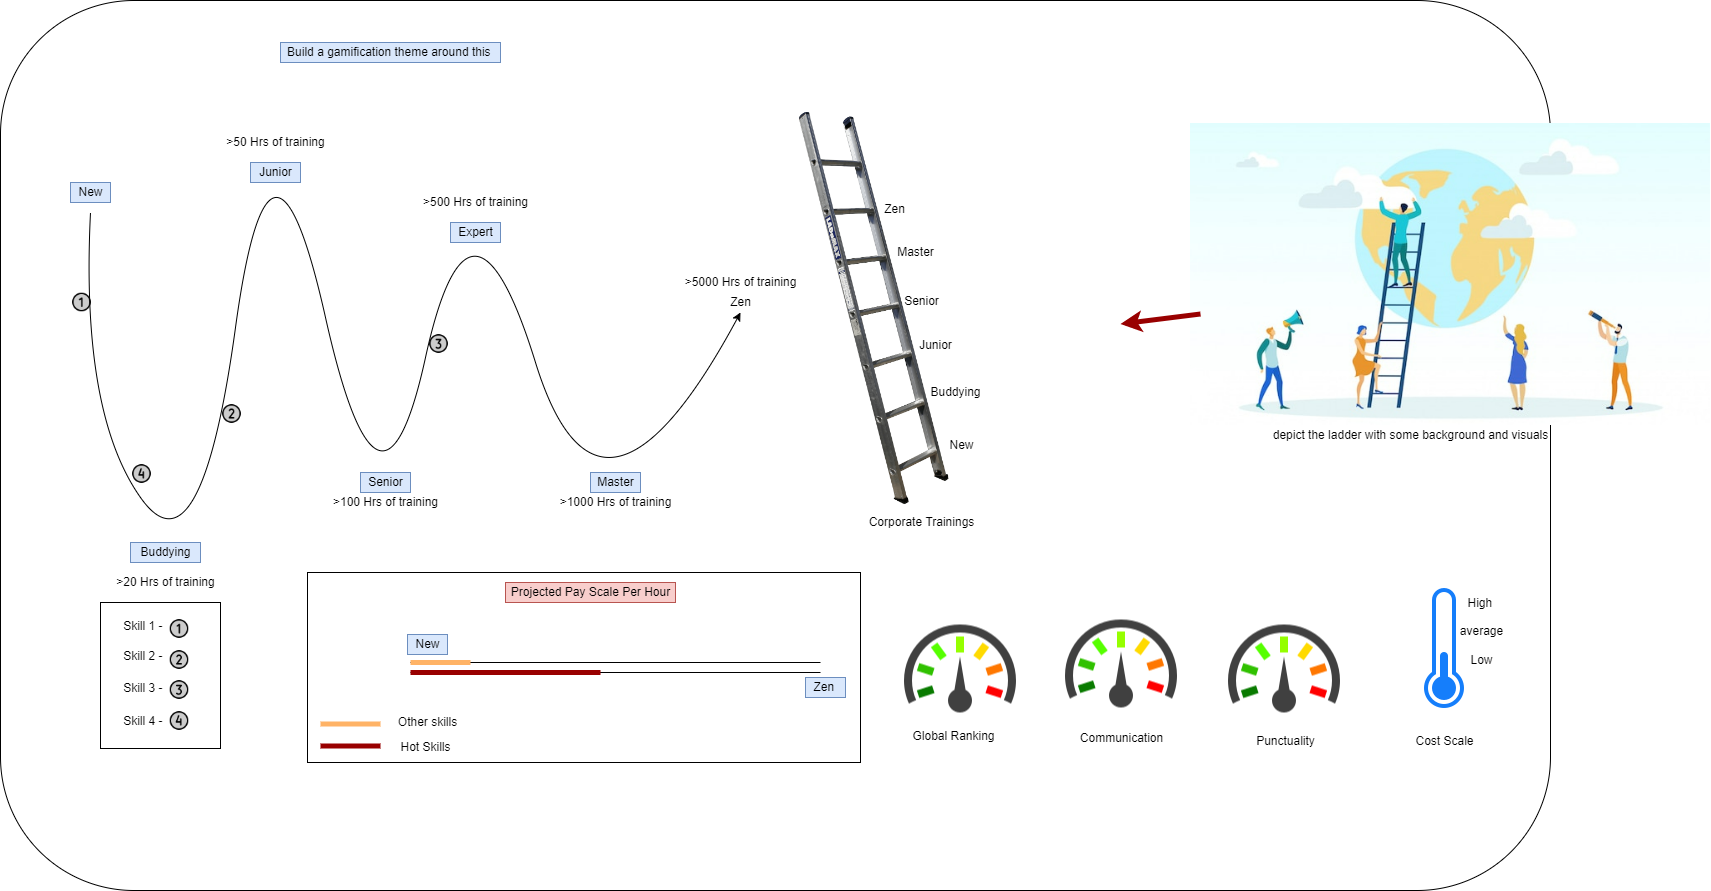 Build a gamification theme around this
>50 Hrs of training
Junior
New
>500 Hrs of training
Expert
>5000 Hrs of training
Zen
1
2
3
4
Senior
>100 Hrs of training
Master
>1000 Hrs of training
Buddying
>20 Hrs of training
Skill 1 - 1
Skill 2 - 2
Skill 3 - 3
Skill 4 - 4
Zen
Master
Senior
Junior
Buddying
New
Corporate Trainings
depict the ladder with some background and visuals
Projected Pay Scale Per Hour
New
Zen
Other skills
Hot Skills
Global Ranking
Communication
Punctuality
High
average
Low
Cost Scale